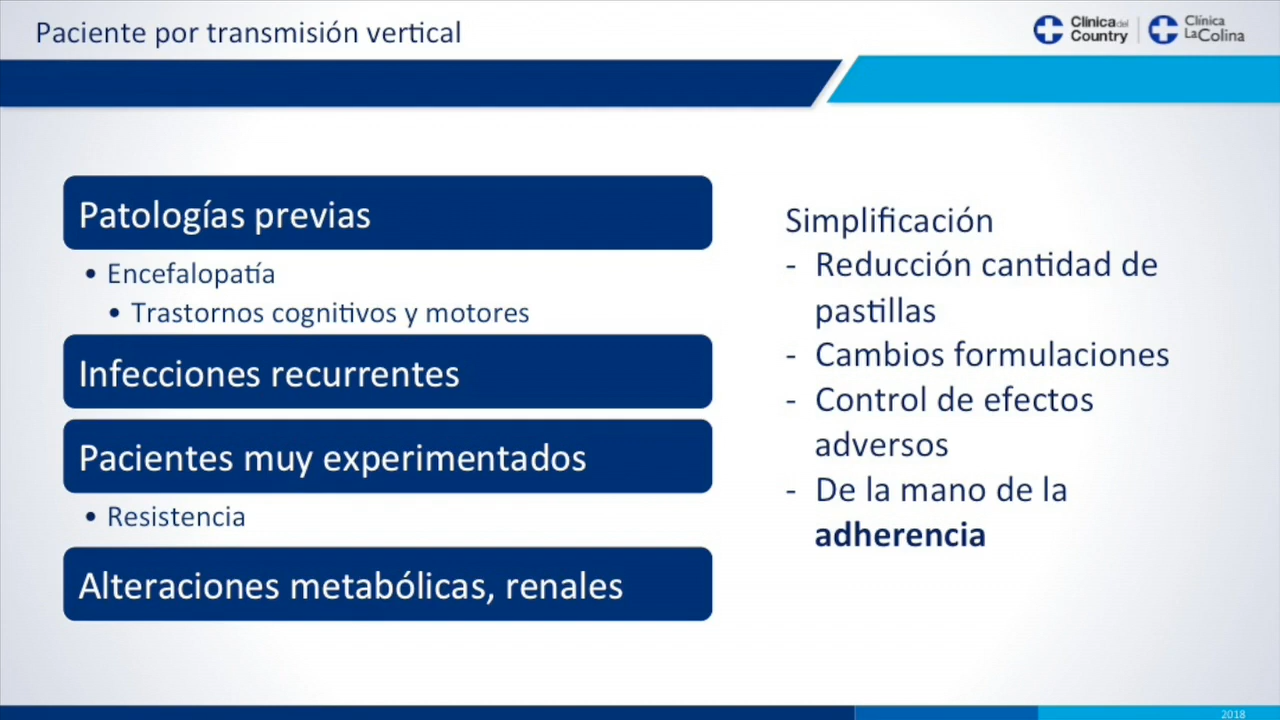 Paciente por transmisión vertical
Clínica del
Country
Clínica
LaColina
Patologías previas
• Encefalopatía
• Trastornos cognitivos y motores
Infecciones recurrentes
Pacientes muy experimentados
• Resistencia
Alteraciones metabólicas, renales
Simplificación
- Reducción cantidad de
pastillas
- Cambios formulaciones
- Control de efectos
adversos
- De la mano de la
adherencia
2018